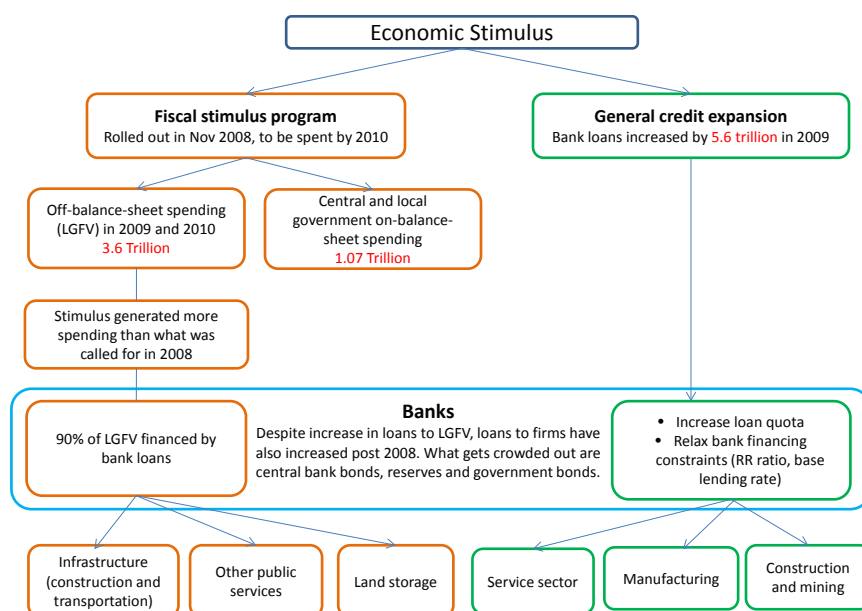 Economic Stimulus
Fiscal stimulus program
Rolled out in Nov 2008, to be spent by 2010
General credit expansion
Bank loans increased by 5.6 trillion in 2009
Off-balance-sheet spending
(LGFV) in 2009 and 2010
3.6 Trillion
Central and local
government on-balance-
sheet spending
1.07 Trillion
Stimulus generated more
spending than what was
called for in 2008
90% of LGFV financed by
bank loans
Banks
Despite increase in loans to LGFV, loans to firms have
also increased post 2008. What gets crowded out are
central bank bonds, reserves and government bonds.
• Increase loan quota
• Relax bank financing
constraints (RR ratio, base
lending rate)
Infrastructure
(construction and
transportation)
Other public
services
Land storage
Service sector
Manufacturing
Construction
and mining